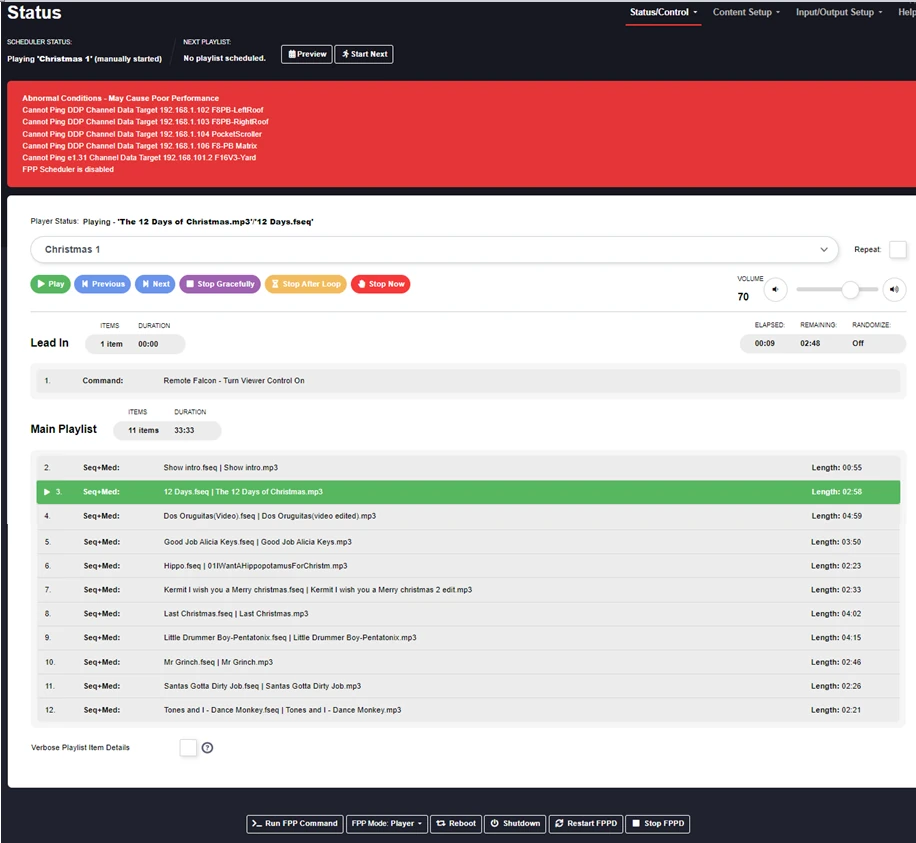 Status
Status/Control Content Setup Input/Output Setup Help
SCHEDULER STATUS:
Playing 'Christmas 1' (manually started)
NEXT PLAYLIST:
No playlist scheduled.
Preview Start Next
Abnormal Conditions - May Cause Poor Performance
Cannot Ping DDP Channel Data Target 192.168.1.102 F8PB-LeftRoof
Cannot Ping DDP Channel Data Target 192.168.1.103 F8PB-RightRoof
Cannot Ping DDP Channel Data Target 192.168.1.104 PocketScroller
Cannot Ping DDP Channel Data Target 192.168.1.106 F8-PB Matrix
Cannot Ping e1.31 Channel Data Target 192.168.101.2 F16V3-Yard
FPP Scheduler is disabled
Player Status: Playing - 'The 12 Days of Christmas.mp3'/'12 Days.fseq'
Christmas 1
Repeat:
Play Previous Next Stop Gracefully Stop After Loop Stop Now
VOLUME
70
Lead In
ITEMS DURATION
1 item 00:00
ELAPSED: REMAINING: RANDOMIZE:
00:09 02:48 Off
1. Command: Remote Falcon - Turn Viewer Control On
Main Playlist
ITEMS DURATION
11 items 33:33
2. Seq+Med: Show intro.fseq | Show intro.mp3 Length: 00:55
3. Seq+Med: 12 Days.fseq | The 12 Days of Christmas.mp3 Length: 02:58
4. Seq+Med: Dos Oruguitas(Video).fseq | Dos Oruguitas(video edited).mp3 Length: 04:59
5. Seq+Med: Good Job Alicia Keys.fseq | Good Job Alicia Keys.mp3 Length: 03:50
6. Seq+Med: Hippo.fseq | 01IWantAHippopotamusForChristm.mp3 Length: 02:23
7. Seq+Med: Kermit I wish you a Merry christmas.fseq | Kermit I wish you a Merry christmas 2 edit.mp3 Length: 02:33
8. Seq+Med: Last Christmas.fseq | Last Christmas.mp3 Length: 04:02
9. Seq+Med: Little Drummer Boy-Pentatonix.fseq | Little Drummer Boy-Pentatonix.mp3 Length: 04:15
10. Seq+Med: Mr Grinch.fseq | Mr Grinch.mp3 Length: 02:46
11. Seq+Med: Santas Gotta Dirty Job.fseq | Santas Gotta Dirty Job.mp3 Length: 02:26
12. Seq+Med: Tones and I - Dance Monkey.fseq | Tones and I - Dance Monkey.mp3 Length: 02:21
Verbose Playlist Item Details
Run FPP Command FPP Mode: Player Reboot Shutdown Restart FPPD Stop FPPD